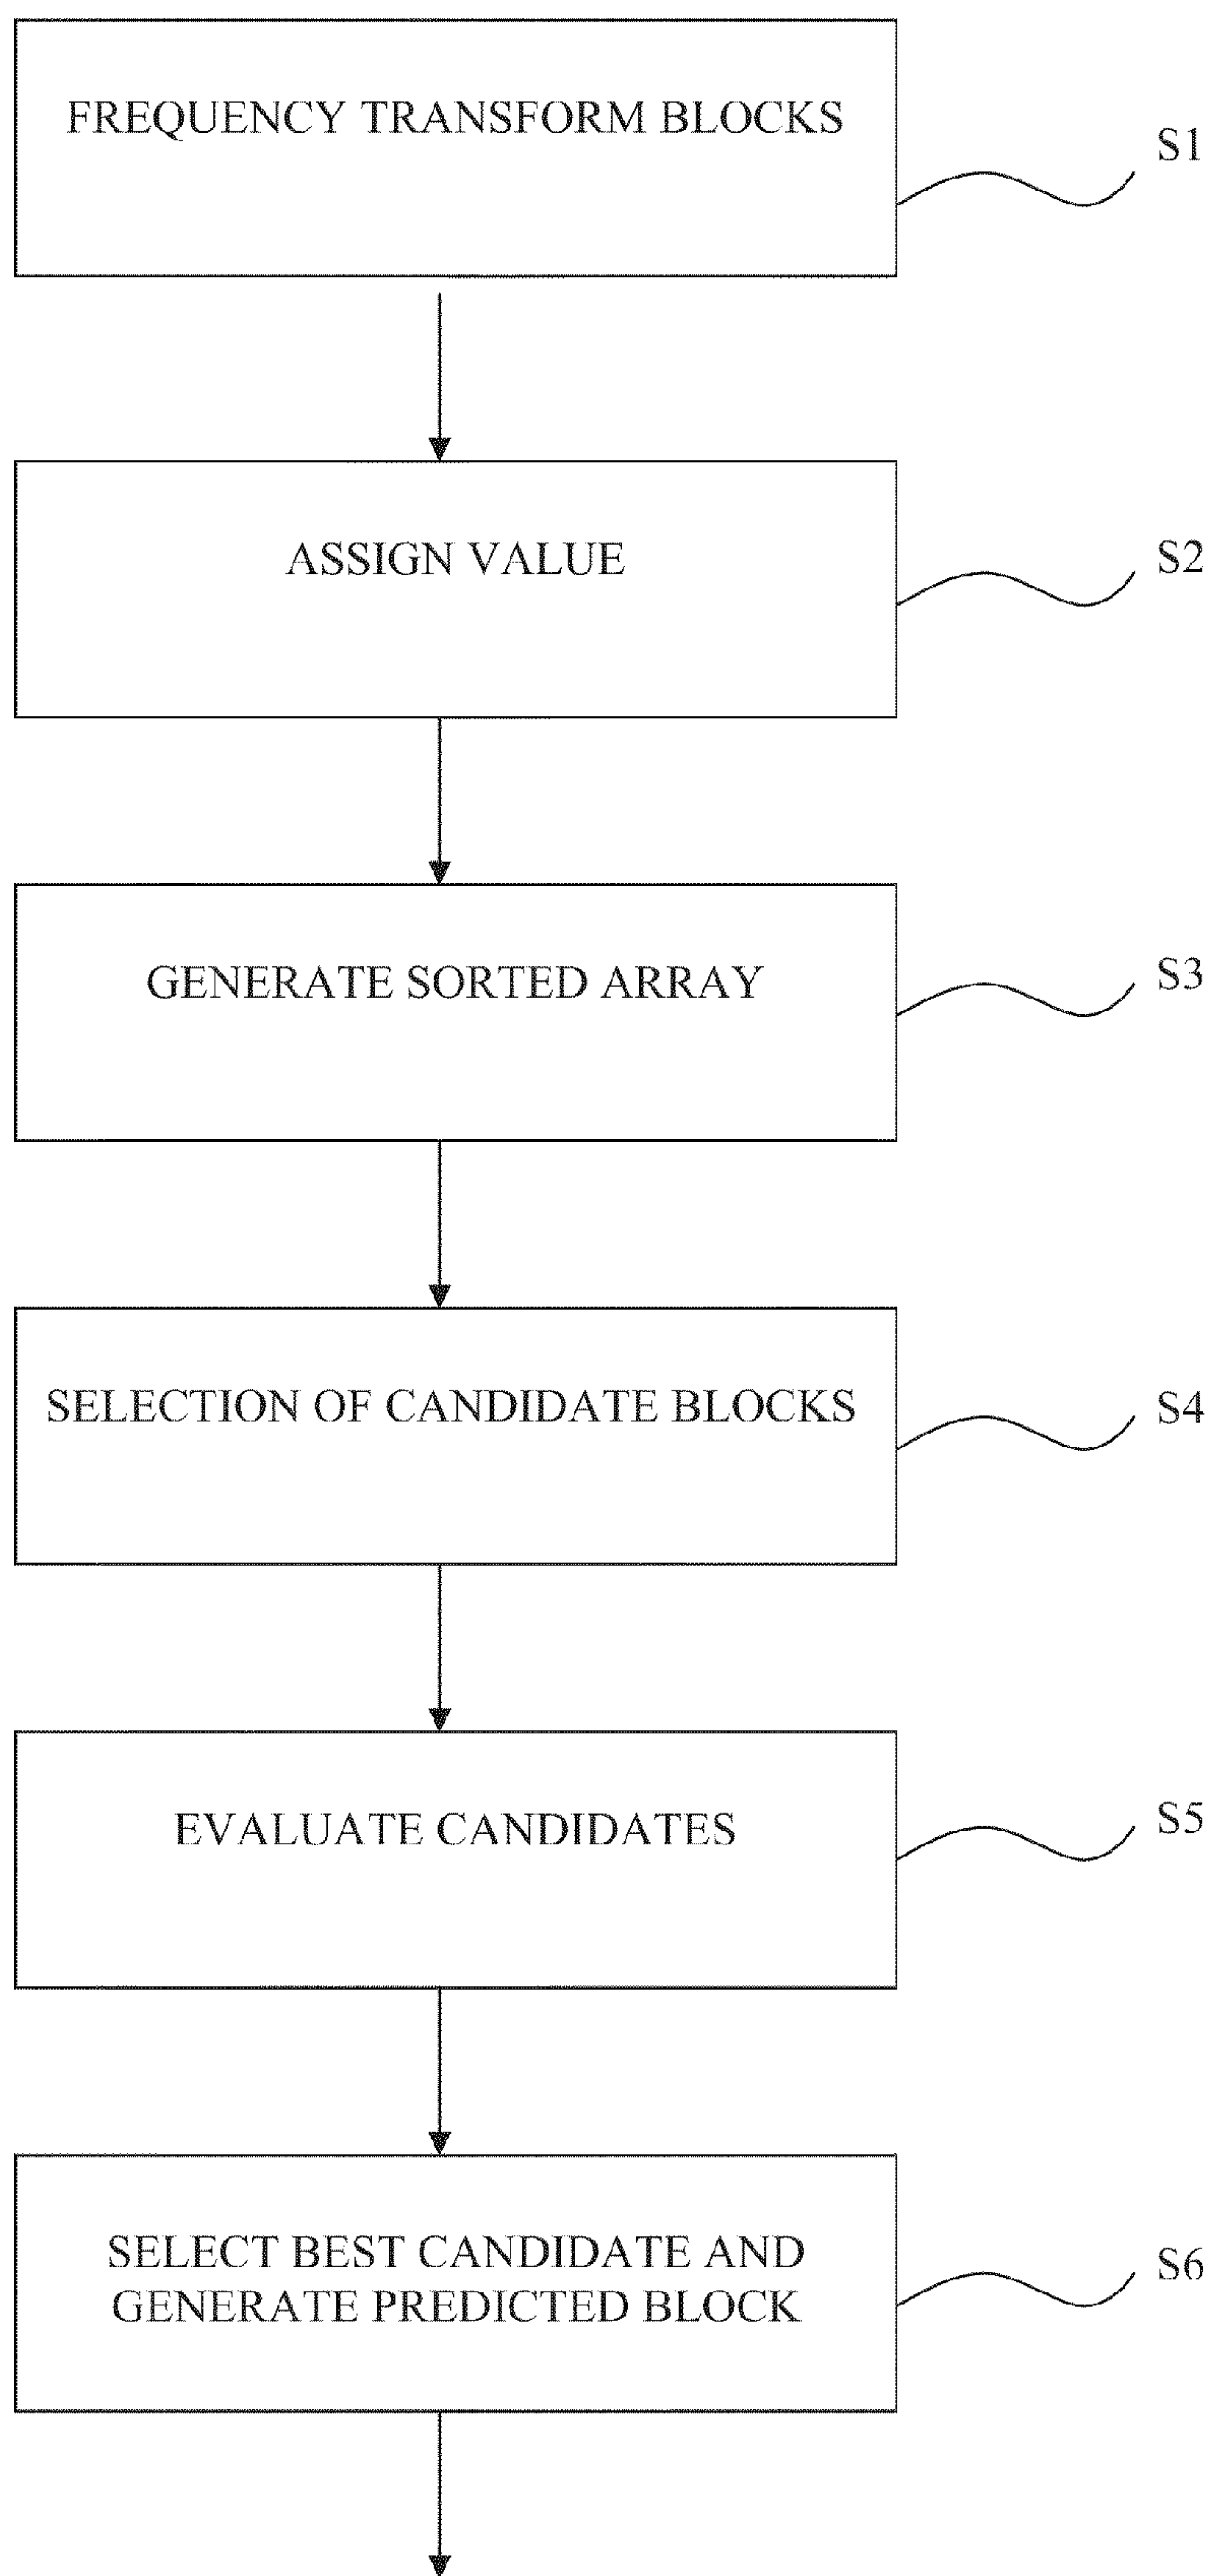 FREQUENCY TRANSFORM BLOCKS
S1
ASSIGN VALUE
S2
GENERATE SORTED ARRAY
S3
SELECTION OF CANDIDATE BLOCKS
S4
EVALUATE CANDIDATES
S5
SELECT BEST CANDIDATE AND
GENERATE PREDICTED BLOCK
S6